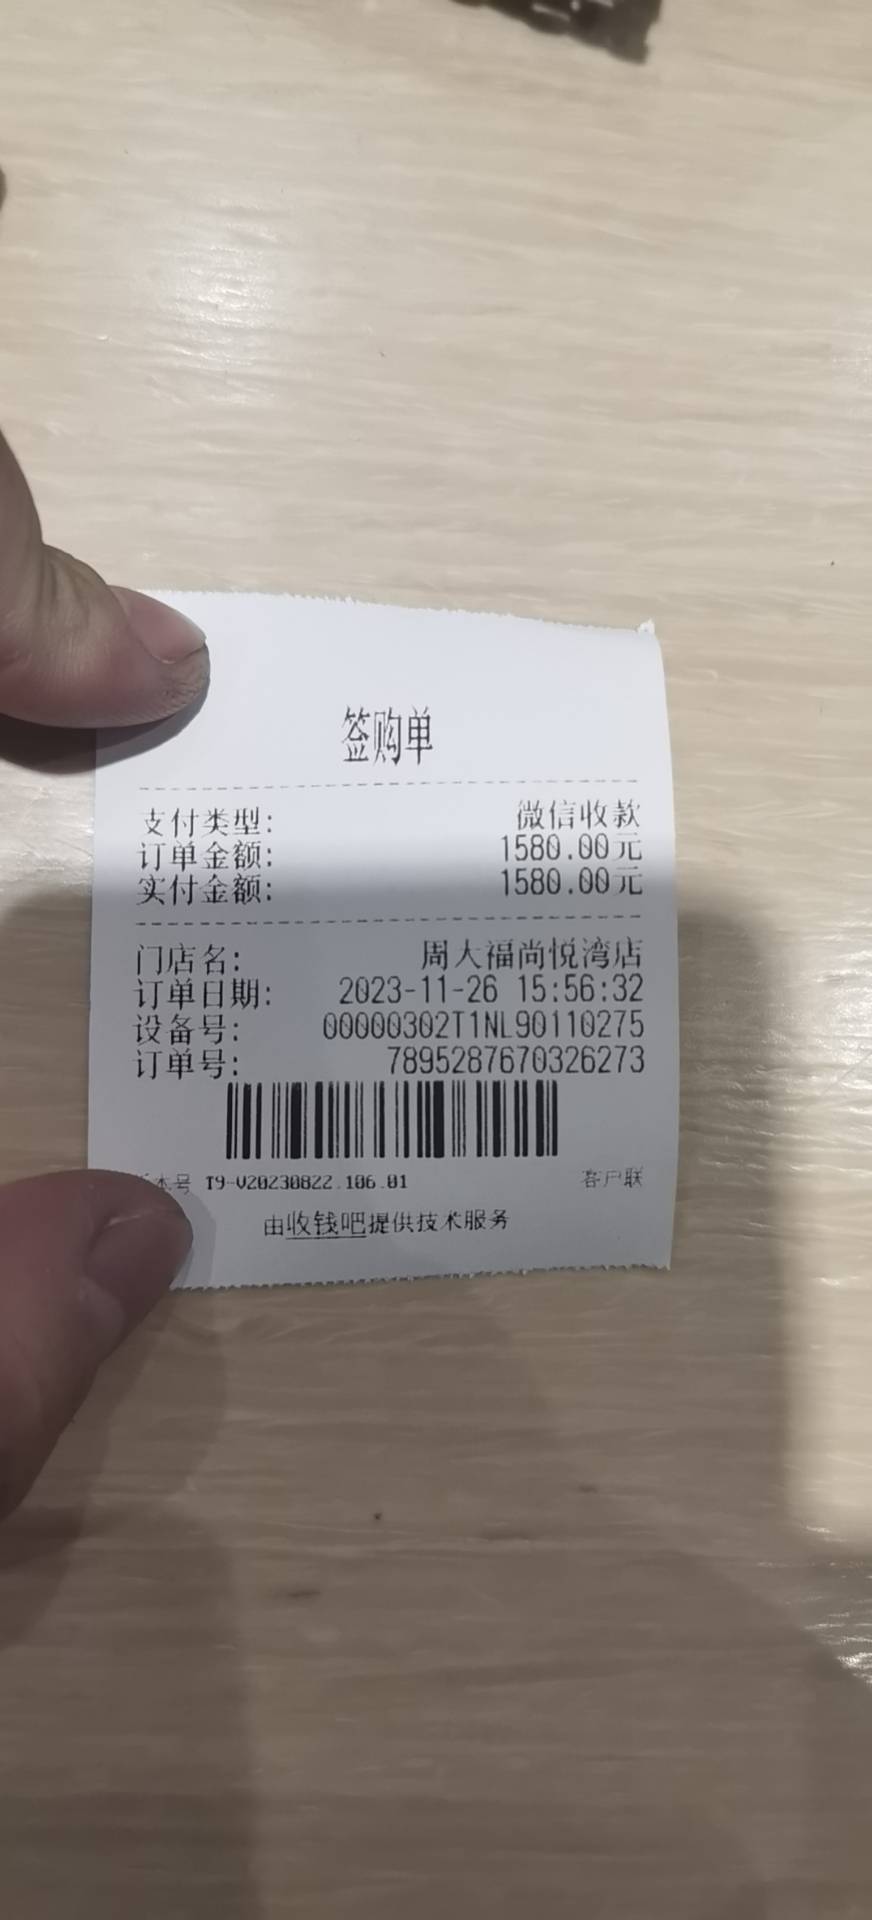 签购单
支付类型: 微信收款
订单金额: 1580.00元
实付金额: 1580.00元
门店名: 周大福尚悦湾店
订单日期: 2023-11-26 15:56:32
设备号: 00000302T1NL90110275
订单号: 7895287670326273
本号 T9-V20230822.106.01 客户联
由收钱吧提供技术服务